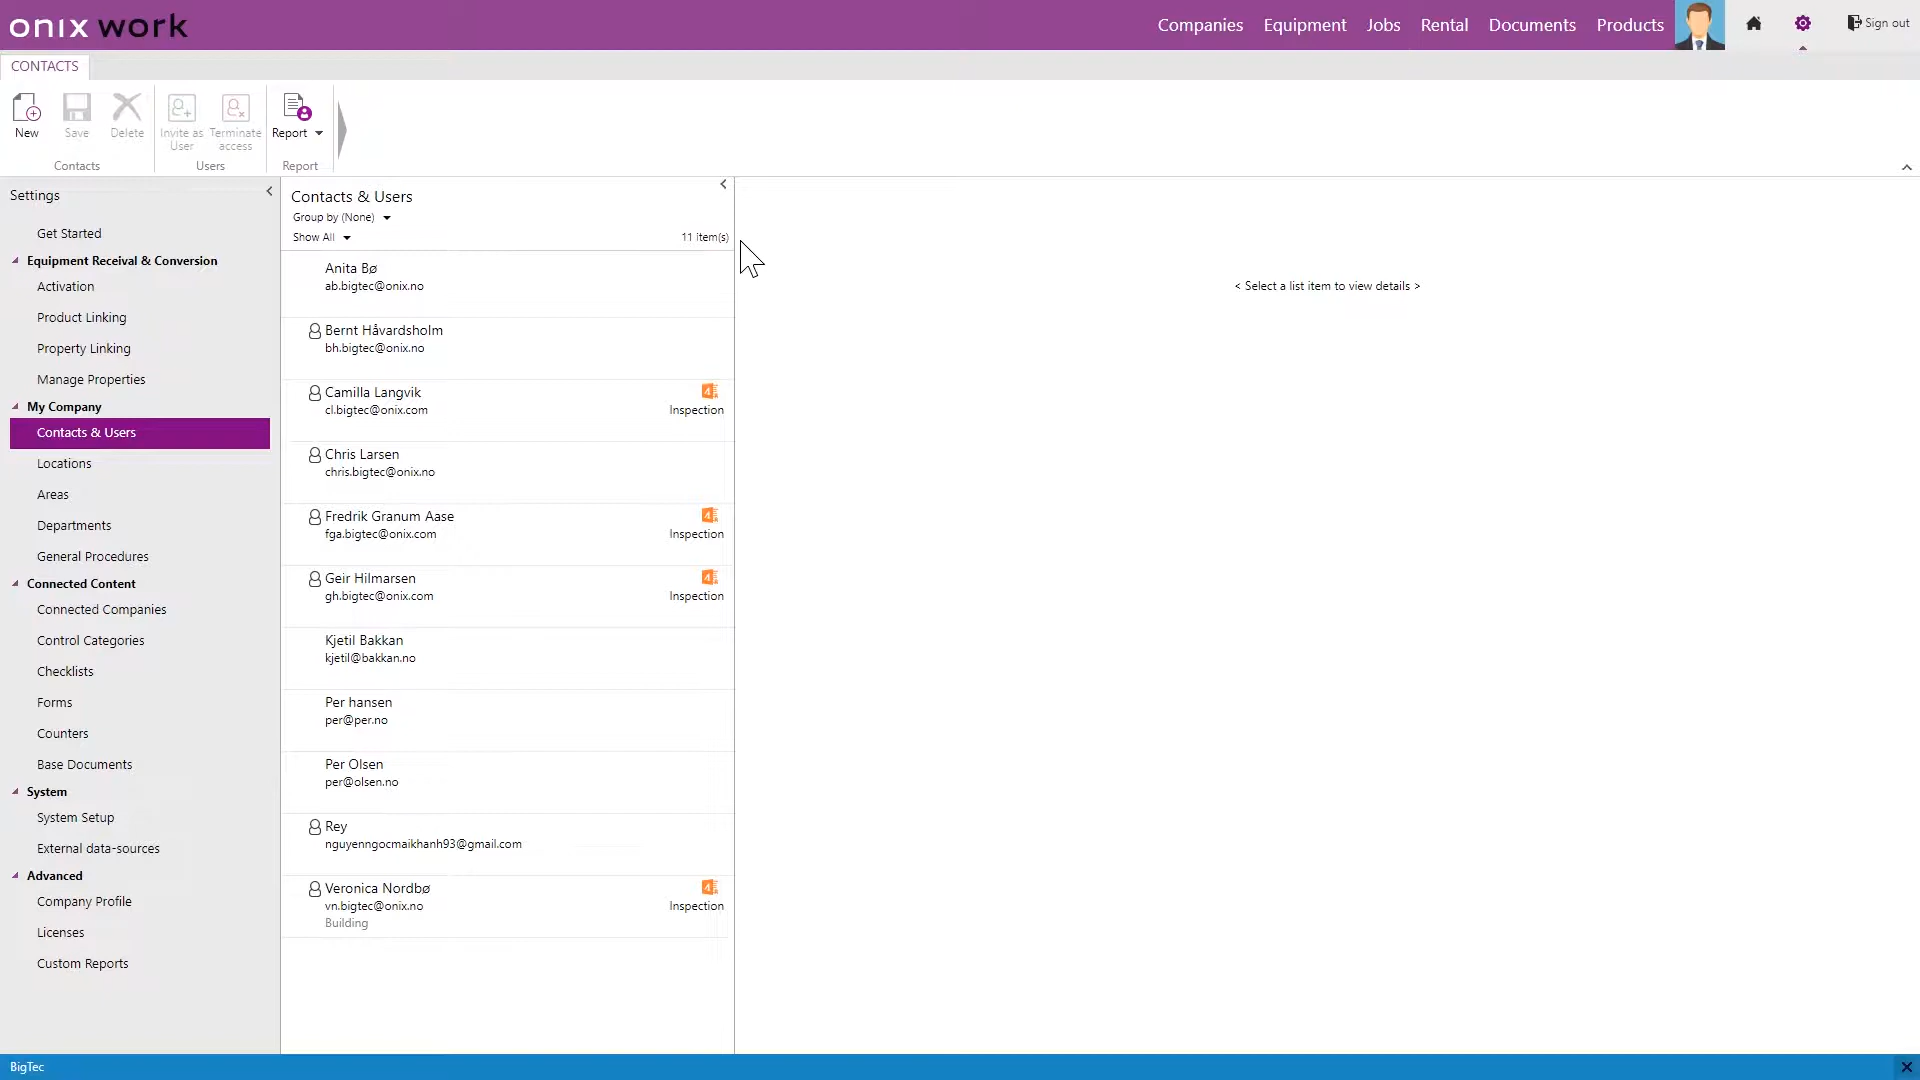 onix work
Companies
Equipment
Jobs
Rental
Documents
Products
Sign out
CONTACTS
New
Save
Delete
Invite as
User
Terminate
access
Report
Contacts
Users
Report
Settings
Get Started
Equipment Receival & Conversion
Activation
Product Linking
Property Linking
Manage Properties
My Company
Contacts & Users
Locations
Areas
Departments
General Procedures
Connected Content
Connected Companies
Control Categories
Checklists
Forms
Counters
Base Documents
System
System Setup
External data-sources
Advanced
Company Profile
Licenses
Custom Reports
Contacts & Users
Group by (None)
Show All
11 item(s)
Anita Bø
ab.bigtec@onix.no
Bernt Håvardsholm
bh.bigtec@onix.no
Camilla Langvik
cl.bigtec@onix.com
4
Inspection
Chris Larsen
chris.bigtec@onix.no
Fredrik Granum Aase
fga.bigtec@onix.com
4
Inspection
Geir Hilmarsen
gh.bigtec@onix.com
4
Inspection
Kjetil Bakkan
kjetil@bakkan.no
Per hansen
per@per.no
Per Olsen
per@olsen.no
Rey
nguyenngocmaikhanh93@gmail.com
Veronica Nordbø
vn.bigtec@onix.no
Building
4
Inspection
< Select a list item to view details >
BigTec